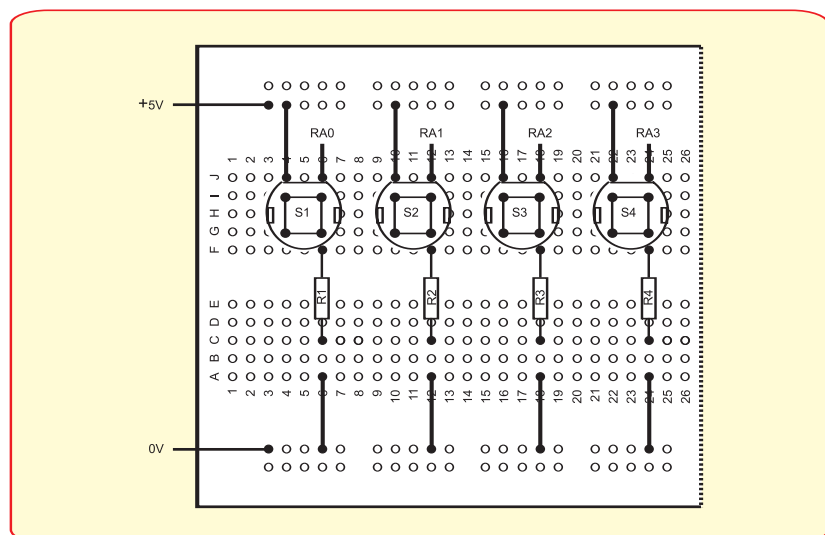 +5V
RA0 RA1 RA2 RA3
1 2 3 4 5 6 7 8 9 10 11 12 13 14 15 16 17 18 19 20 21 22 23 24 25 26
J
I
H S1 S2 S3 S4
G
F
R1 R2 R3 R4
E
D
C
B
A
1 2 3 4 5 6 7 8 9 10 11 12 13 14 15 16 17 18 19 20 21 22 23 24 25 26
0V